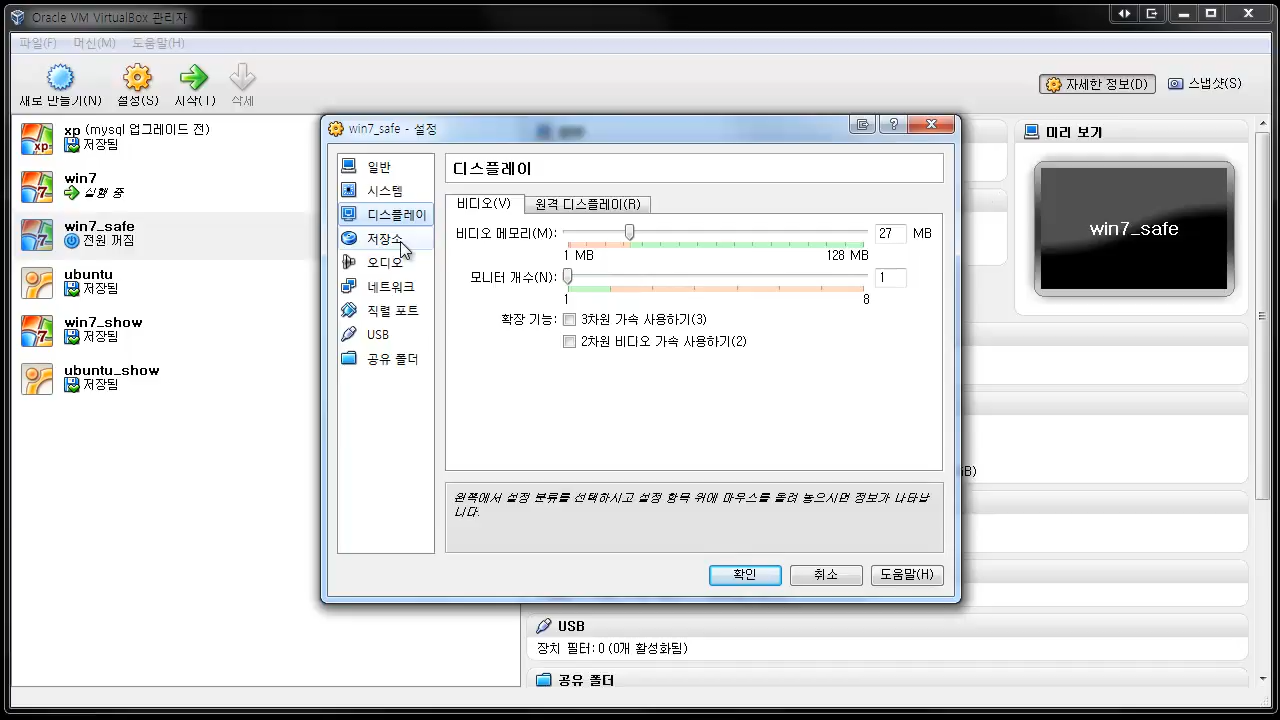 Oracle VM VirtualBox 관리자
파일(F) 머신(M) 도움말(H)
새로 만들기(N) 설정(S) 시작(T) 삭제
자세한 정보(D) 스냅샷(S)
xp (mysql 업그레이드 전)
저장됨
win7
실행 중
win7_safe
전원 꺼짐
ubuntu
저장됨
win7_show
저장됨
ubuntu_show
저장됨
win7_safe - 설정
일반
시스템
디스플레이
저장소
오디오
네트워크
직렬 포트
USB
공유 폴더
디스플레이
비디오(V) 원격 디스플레이(R)
비디오 메모리(M): 27 MB
1 MB 128 MB
모니터 개수(N): 1
1 8
확장 기능: 3차원 가속 사용하기(3)
2차원 비디오 가속 사용하기(2)
왼쪽에서 설정 분류를 선택하시고 설정 항목 위에 마우스를 올려 놓으시면 정보가 나타납
니다.
확인 취소 도움말(H)
미리 보기
win7_safe
B)
USB
장치 필터: 0 (0개 활성화됨)
공유 폴더